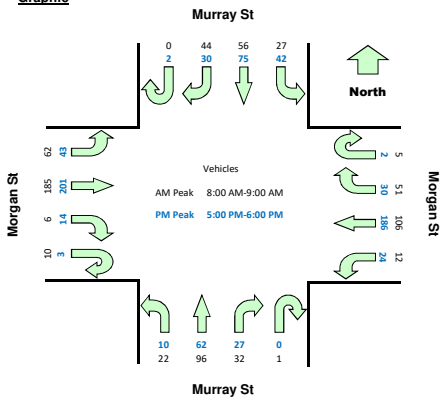 Graphic
Murray St
0 44 56 27
2 30 75 42
North
62 43
185 201
6 14
10 3
Morgan St
Vehicles
AM Peak 8:00 AM-9:00 AM
PM Peak 5:00 PM-6:00 PM
2 5
30 51
186 106
24 12
Morgan St
10 62 27 0
22 96 32 1
Murray St